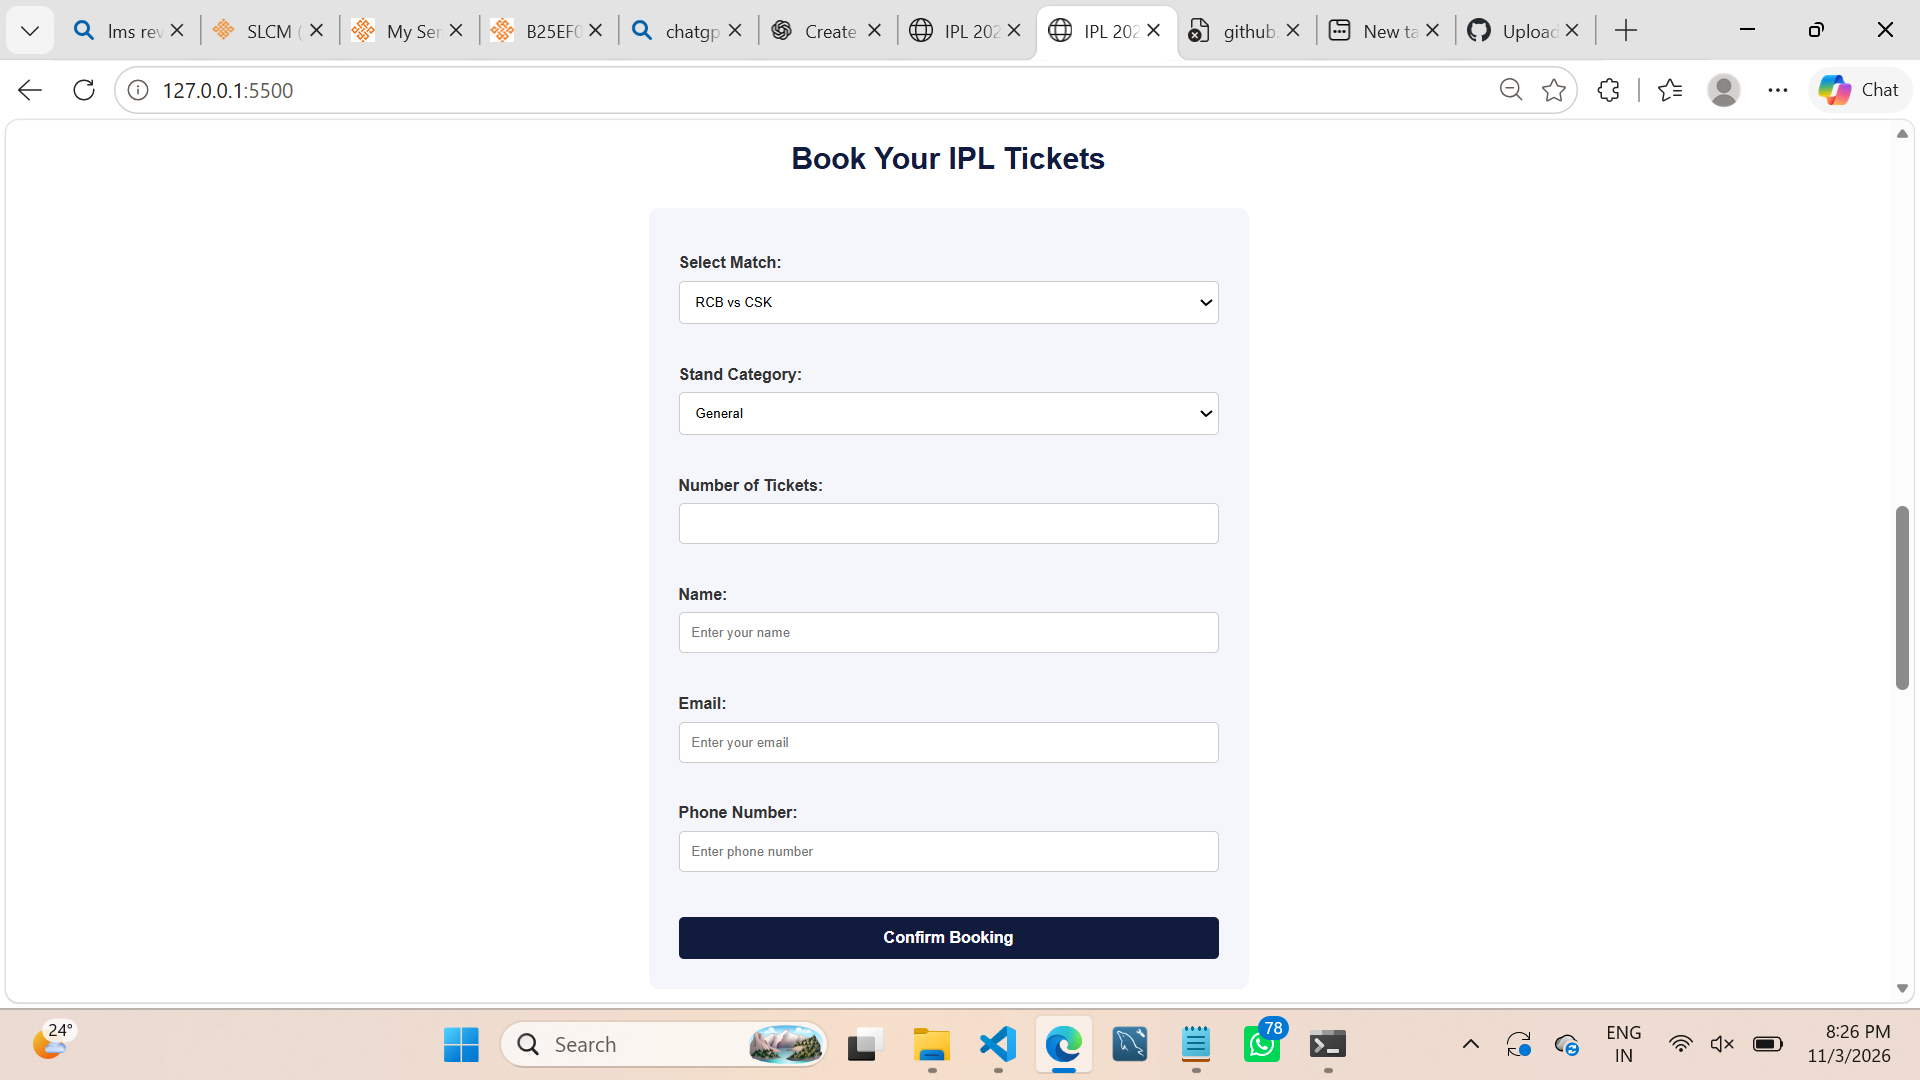 lms rev
SLCM (
My Ser
B25EF0
chatgp
Create
IPL 202
IPL 202
github.
New ta
Upload
127.0.0.1:5500
Chat
Book Your IPL Tickets
Select Match:
RCB vs CSK
Stand Category:
General
Number of Tickets:
Name:
Enter your name
Email:
Enter your email
Phone Number:
Enter phone number
Confirm Booking
24°
Search
78
ENG
IN
8:26 PM
11/3/2026